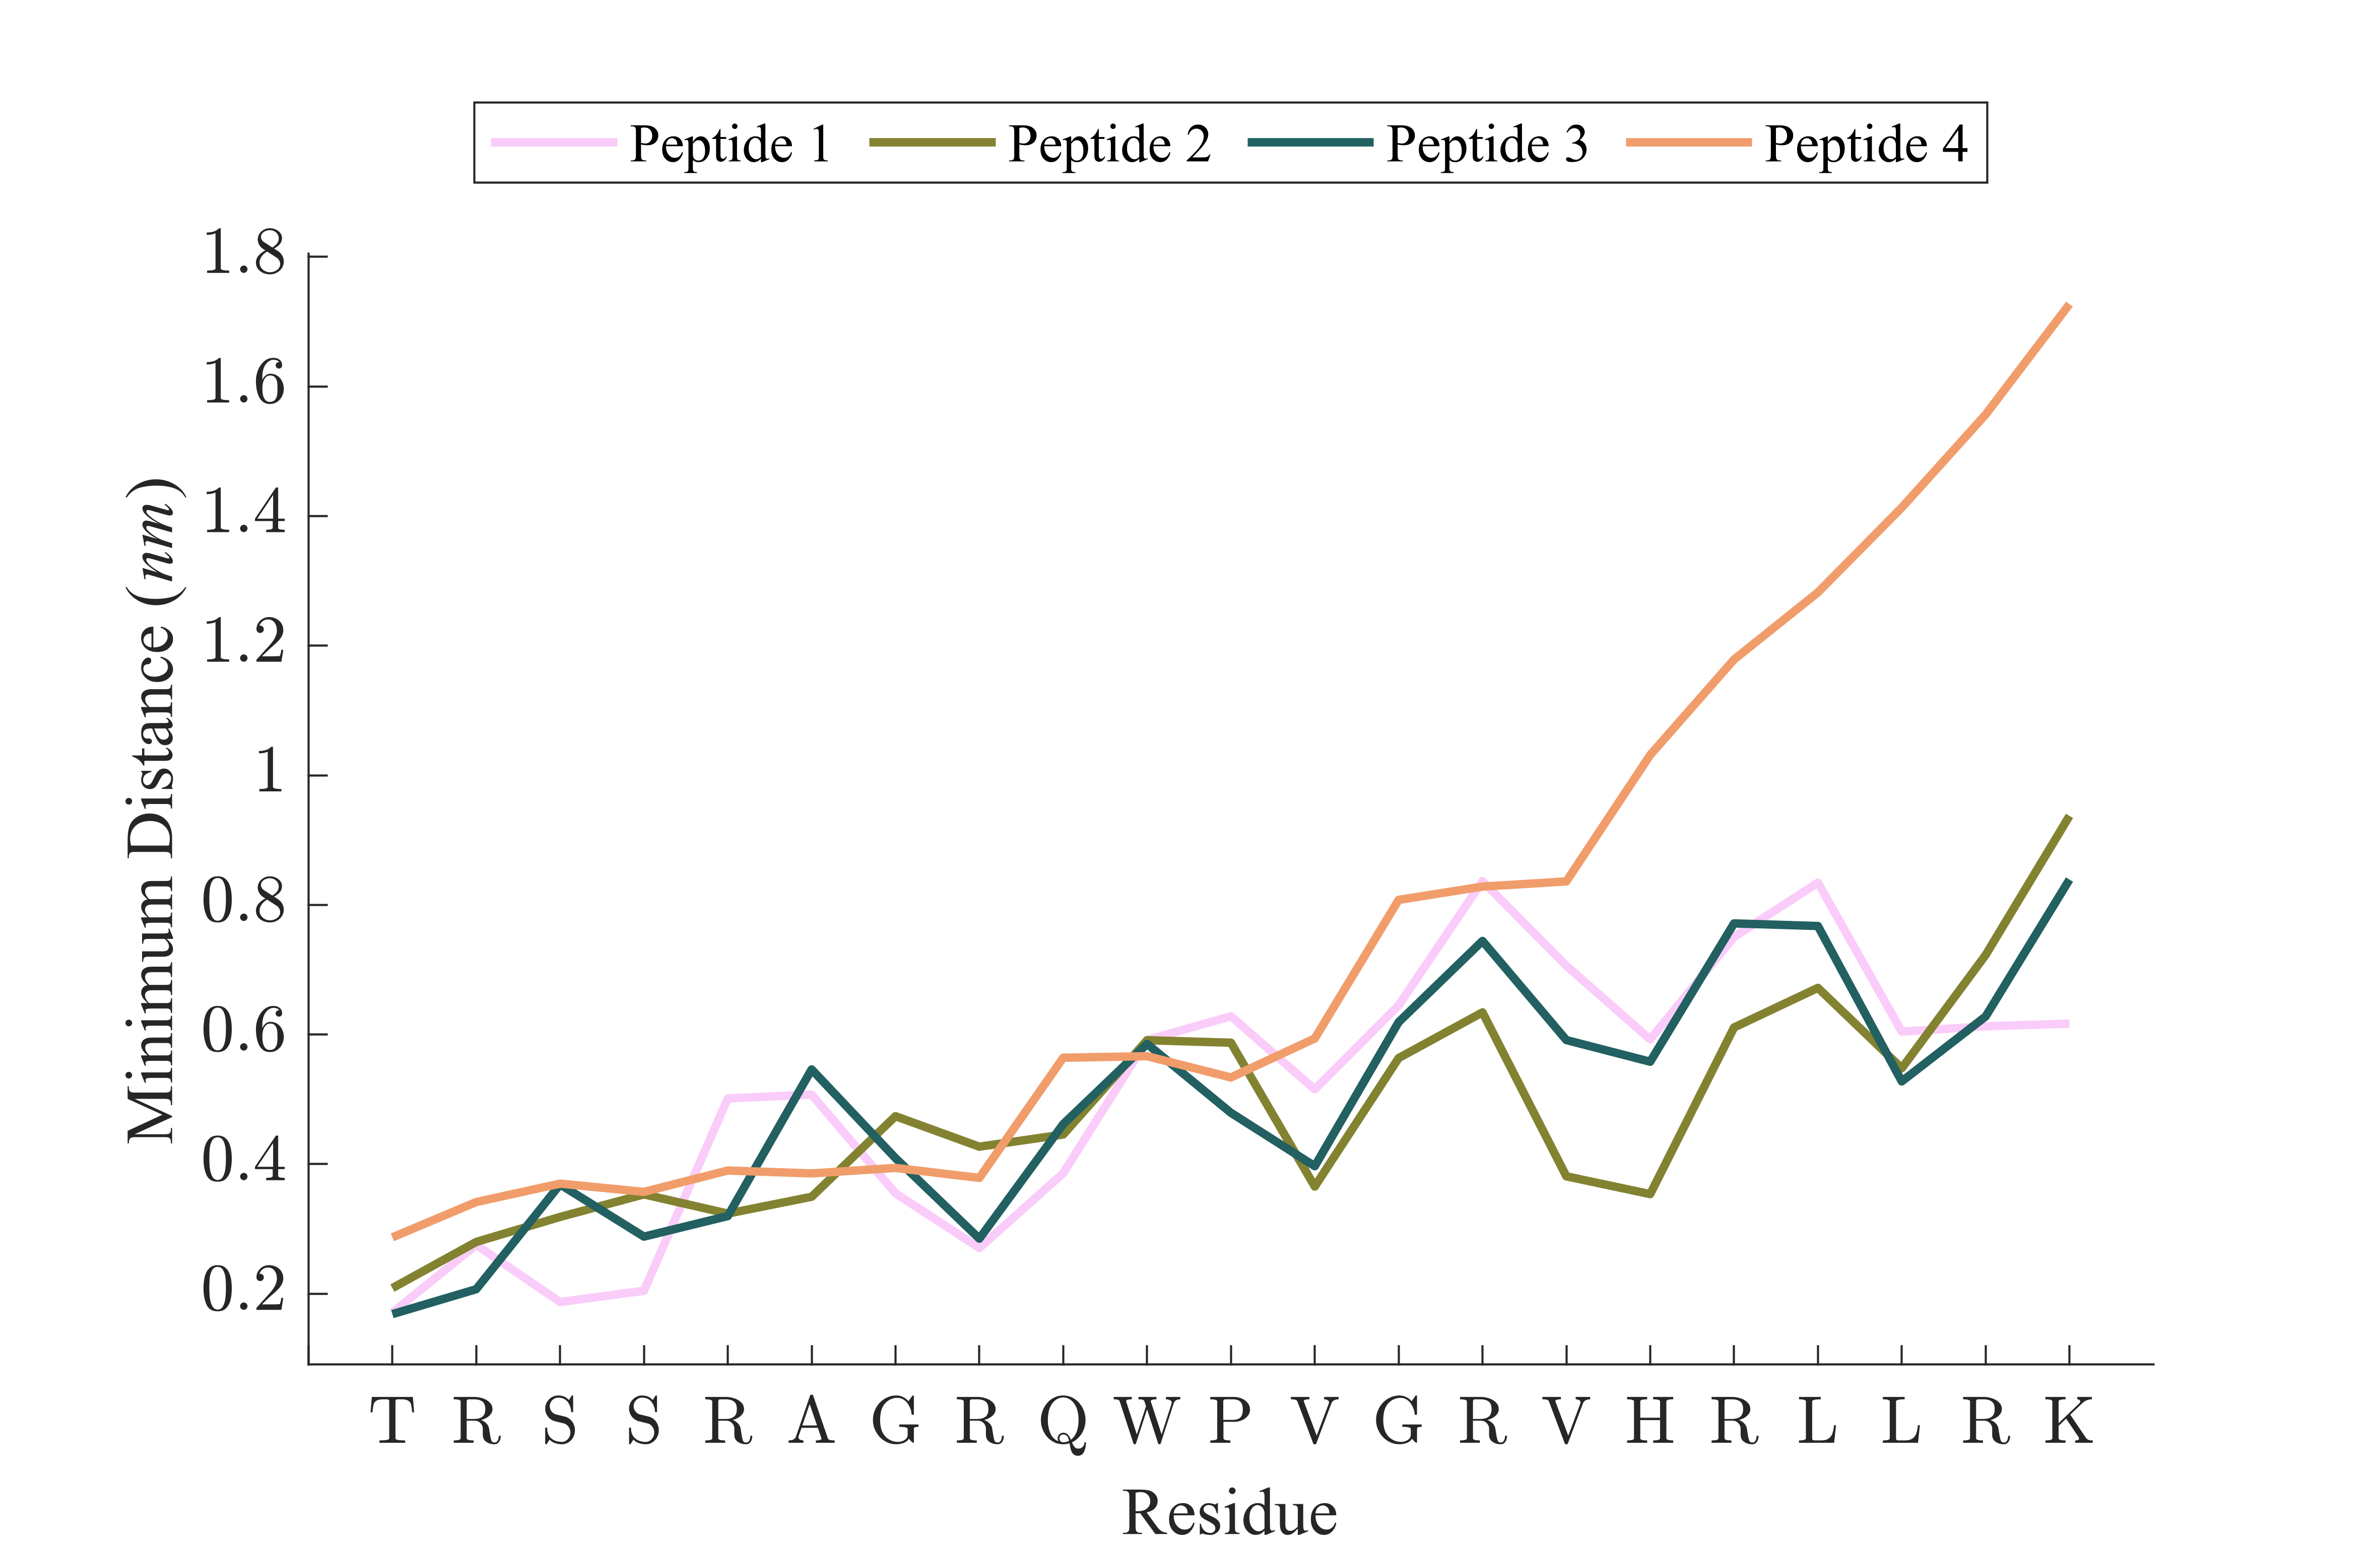 Peptide 1 Peptide 2 Peptide 3 Peptide 4
1.8
1.6
1.4
1.2
1
0.8
0.6
0.4
0.2
Minimum Distance (nm)
T R S S R A G R Q W P V G R V H R L L R K
Residue